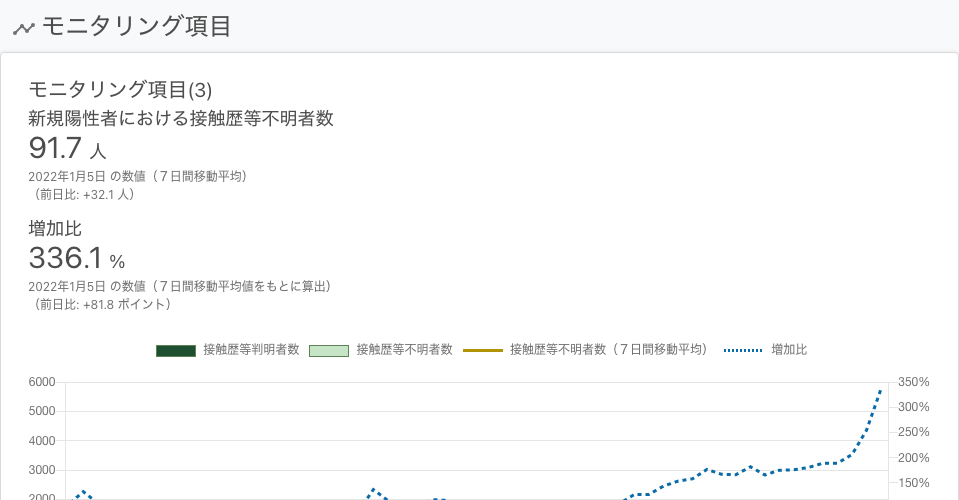 モニタリング項目
モニタリング項目(3)
新規陽性者における接触歴等不明者数
91.7 人
2022年1月5日 の数値（７日間移動平均）
（前日比: +32.1 人）
増加比
336.1 %
2022年1月5日 の数値（７日間移動平均値をもとに算出）
（前日比: +81.8 ポイント）
接触歴等判明者数 接触歴等不明者数 接触歴等不明者数（７日間移動平均） 増加比
6000 350%
5000 300%
4000 250%
3000 200%
2000 150%